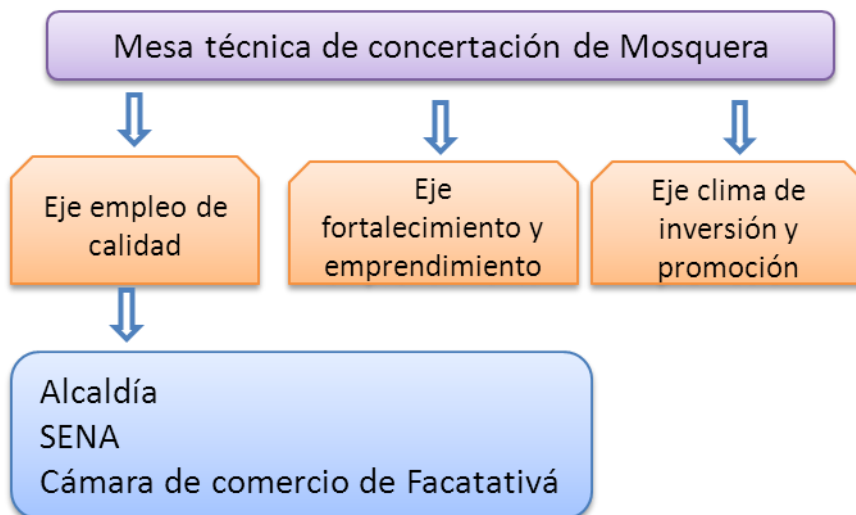 Mesa técnica de concertación de Mosquera
Eje empleo de
calidad
Eje
fortalecimiento y
emprendimiento
Eje clima de
inversión y
promoción
Alcaldía
SENA
Cámara de comercio de Facatativá